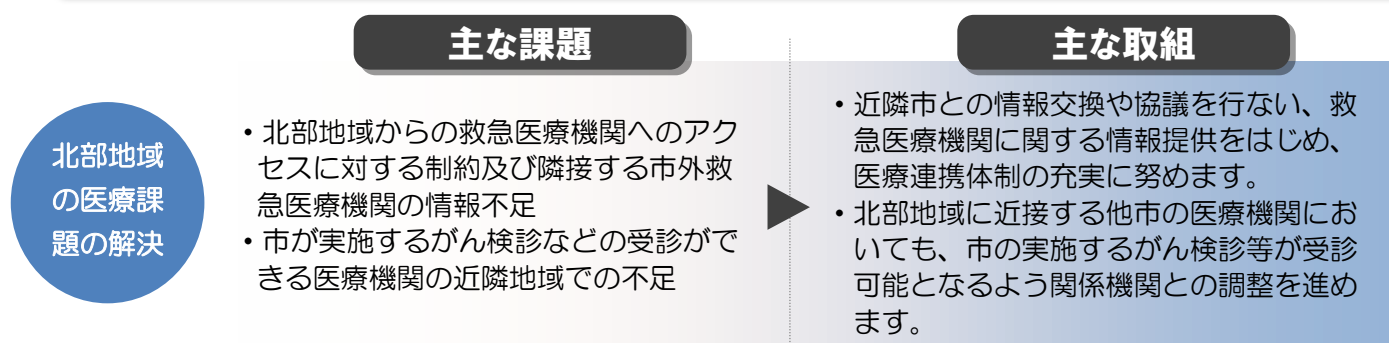 主な課題
主な取組
北部地域
の医療課
題の解決
・北部地域からの救急医療機関へのアク
セスに対する制約及び隣接する市外救
急医療機関の情報不足
・市が実施するがん検診などの受診がで
きる医療機関の近隣地域での不足
・近隣市との情報交換や協議を行ない、救
急医療機関に関する情報提供をはじめ、
医療連携体制の充実に努めます。
・北部地域に近接する他市の医療機関にお
いても、市の実施するがん検診等が受診
可能となるよう関係機関との調整を進め
ます。